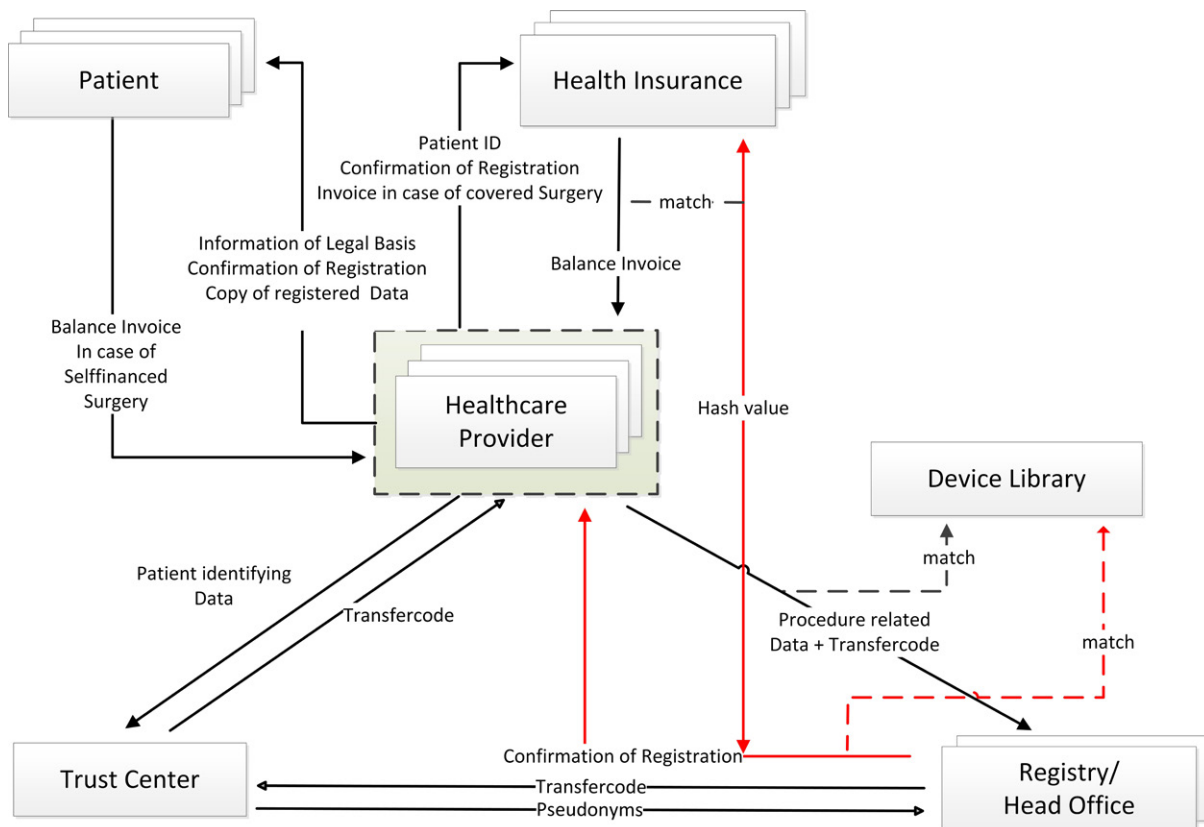 Patient
Health Insurance
Patient ID
Confirmation of Registration
Invoice in case of covered Surgery
match
Information of Legal Basis
Confirmation of Registration
Copy of registered Data
Balance Invoice
Balance Invoice
In case of
Selffinanced
Surgery
Healthcare
Provider
Hash value
Device Library
match
Patient identifying
Data
Transfercode
Procedure related
Data + Transfercode
match
Confirmation of Registration
Trust Center
Transfercode
Pseudonyms
Registry/
Head Office